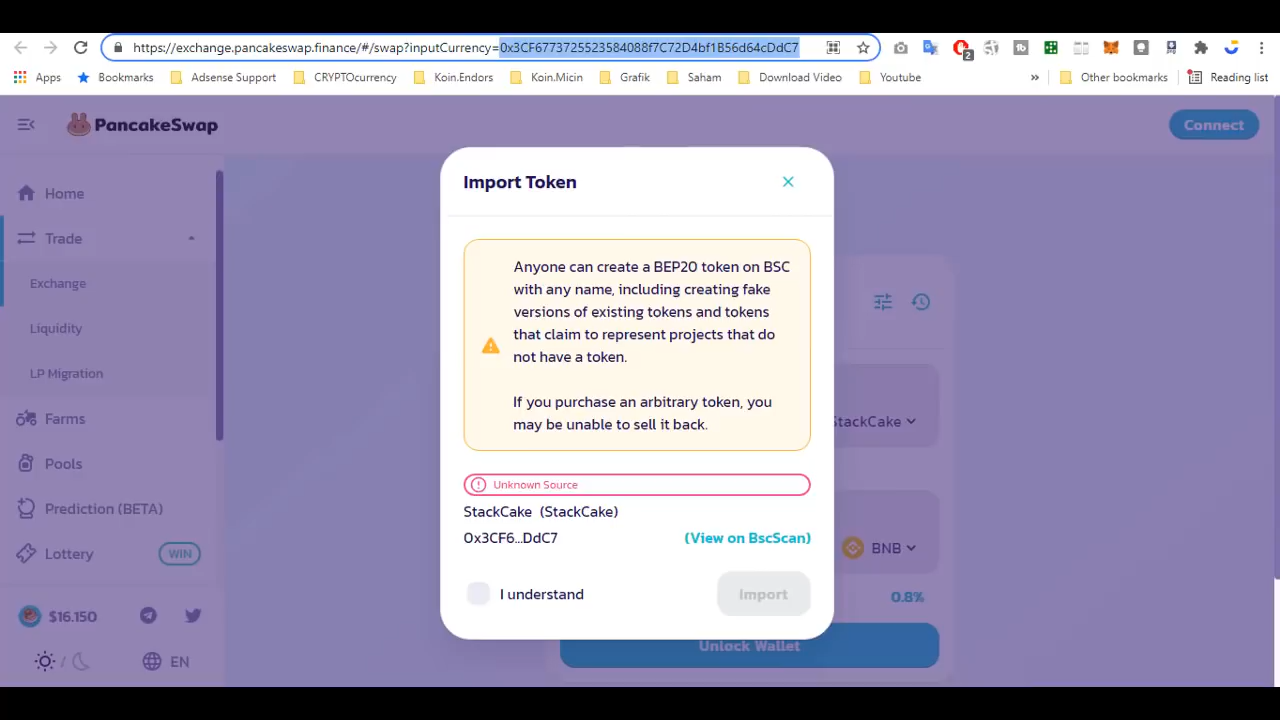 https://exchange.pancakeswap.finance/#/swap?inputCurrency=0x3CF6773725523584088f7C72D4bf1B56d64cDdC7
2
Apps
Bookmarks
Adsense Support
CRYPTOcurrency
Koin.Endors
Koin.Micin
Grafik
Saham
Download Video
Youtube
»
Other bookmarks
Reading list
PancakeSwap
Connect
Home
Trade
Exchange
Liquidity
LP Migration
Farms
Pools
Prediction (BETA)
Lottery
WIN
$16.150
/
EN
Import Token
Anyone can create a BEP20 token on BSC
with any name, including creating fake
versions of existing tokens and tokens
that claim to represent projects that do
not have a token.
If you purchase an arbitrary token, you
may be unable to sell it back.
Unknown Source
StackCake (StackCake)
0x3CF6...DdC7
(View on BscScan)
I understand
Import
StackCake
BNB
0.8%
Unlock Wallet